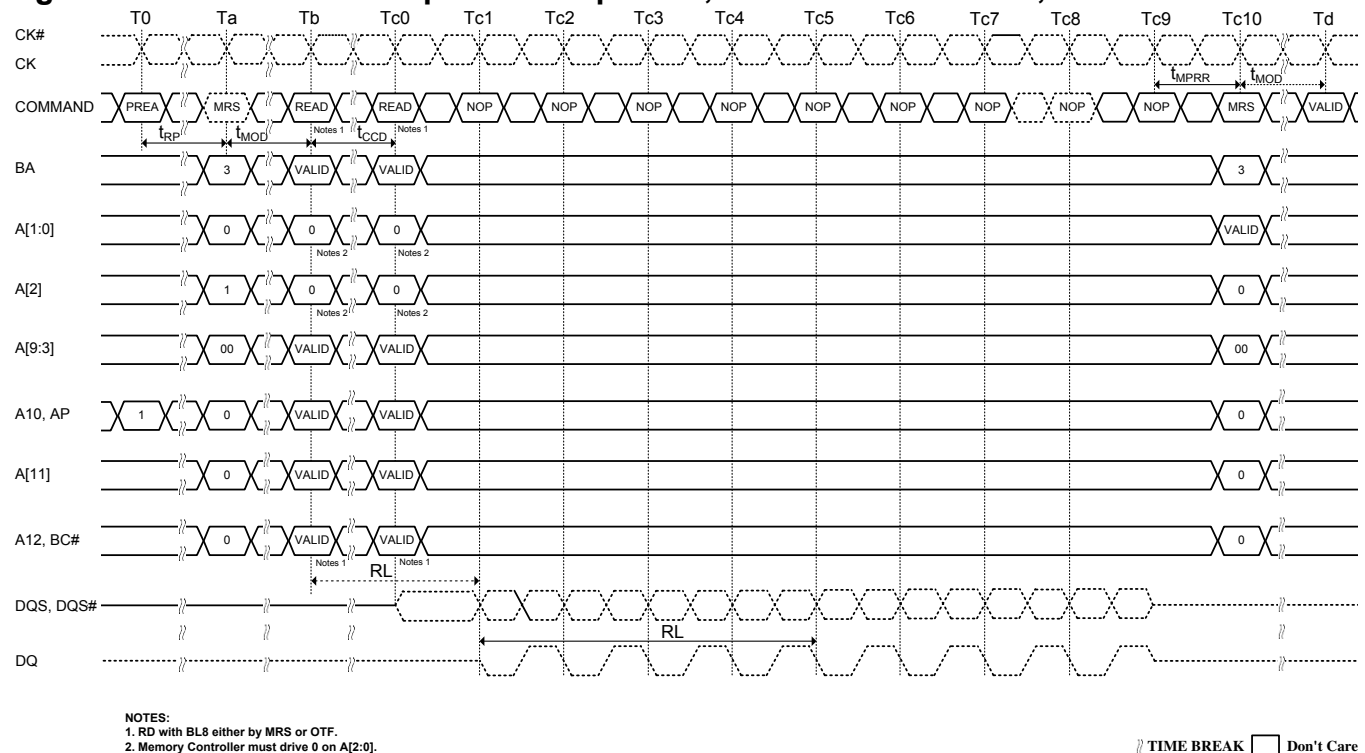 T0 Ta Tb Tc0 Tc1 Tc2 Tc3 Tc4 Tc5 Tc6 Tc7 Tc8 Tc9 Tc10 Td
CK#
CK
tMPRR tMOD
COMMAND PREA MRS READ READ NOP NOP NOP NOP NOP NOP NOP NOP NOP MRS VALID
Notes 1 Notes 1
tRP tMOD tCCD
BA 3 VALID VALID 3
A[1:0] 0 0 0 VALID
Notes 2 Notes 2
A[2] 1 0 0 0
Notes 2 Notes 2
A[9:3] 00 VALID VALID 00
A10, AP 1 0 VALID VALID 0
A[11] 0 VALID VALID 0
A12, BC# 0 VALID VALID 0
Notes 1 Notes 1
RL
DQS, DQS#
RL
DQ
NOTES:
1. RD with BL8 either by MRS or OTF.
2. Memory Controller must drive 0 on A[2:0].
TIME BREAK Don't Care